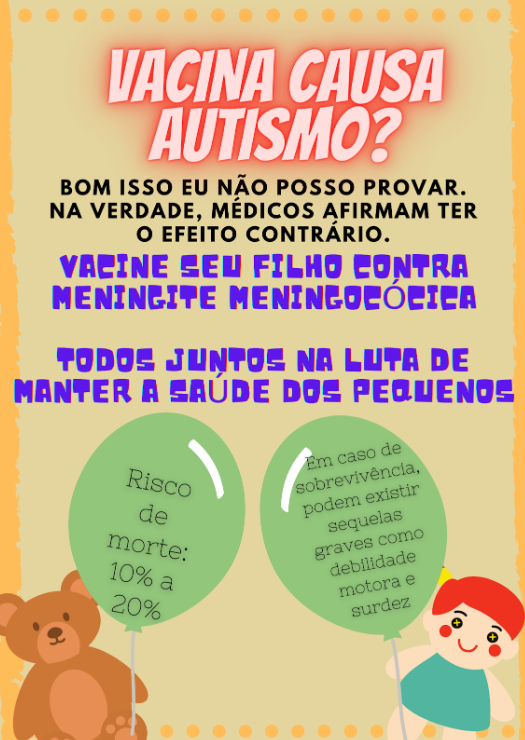 VACINA CAUSA
AUTISMO?
BOM ISSO EU NÃO POSSO PROVAR.
NA VERDADE, MÉDICOS AFIRMAM TER
O EFEITO CONTRÁRIO.
VACINE SEU FILHO CONTRA
MENINGITE MENINGOCÓCICA
TODOS JUNTOS NA LUTA DE
MANTER A SAÚDE DOS PEQUENOS
Risco
de
morte:
10% a
20%
Em caso de
sobrevivência,
podem existir
sequelas
graves como
debilidade
motora e
surdez